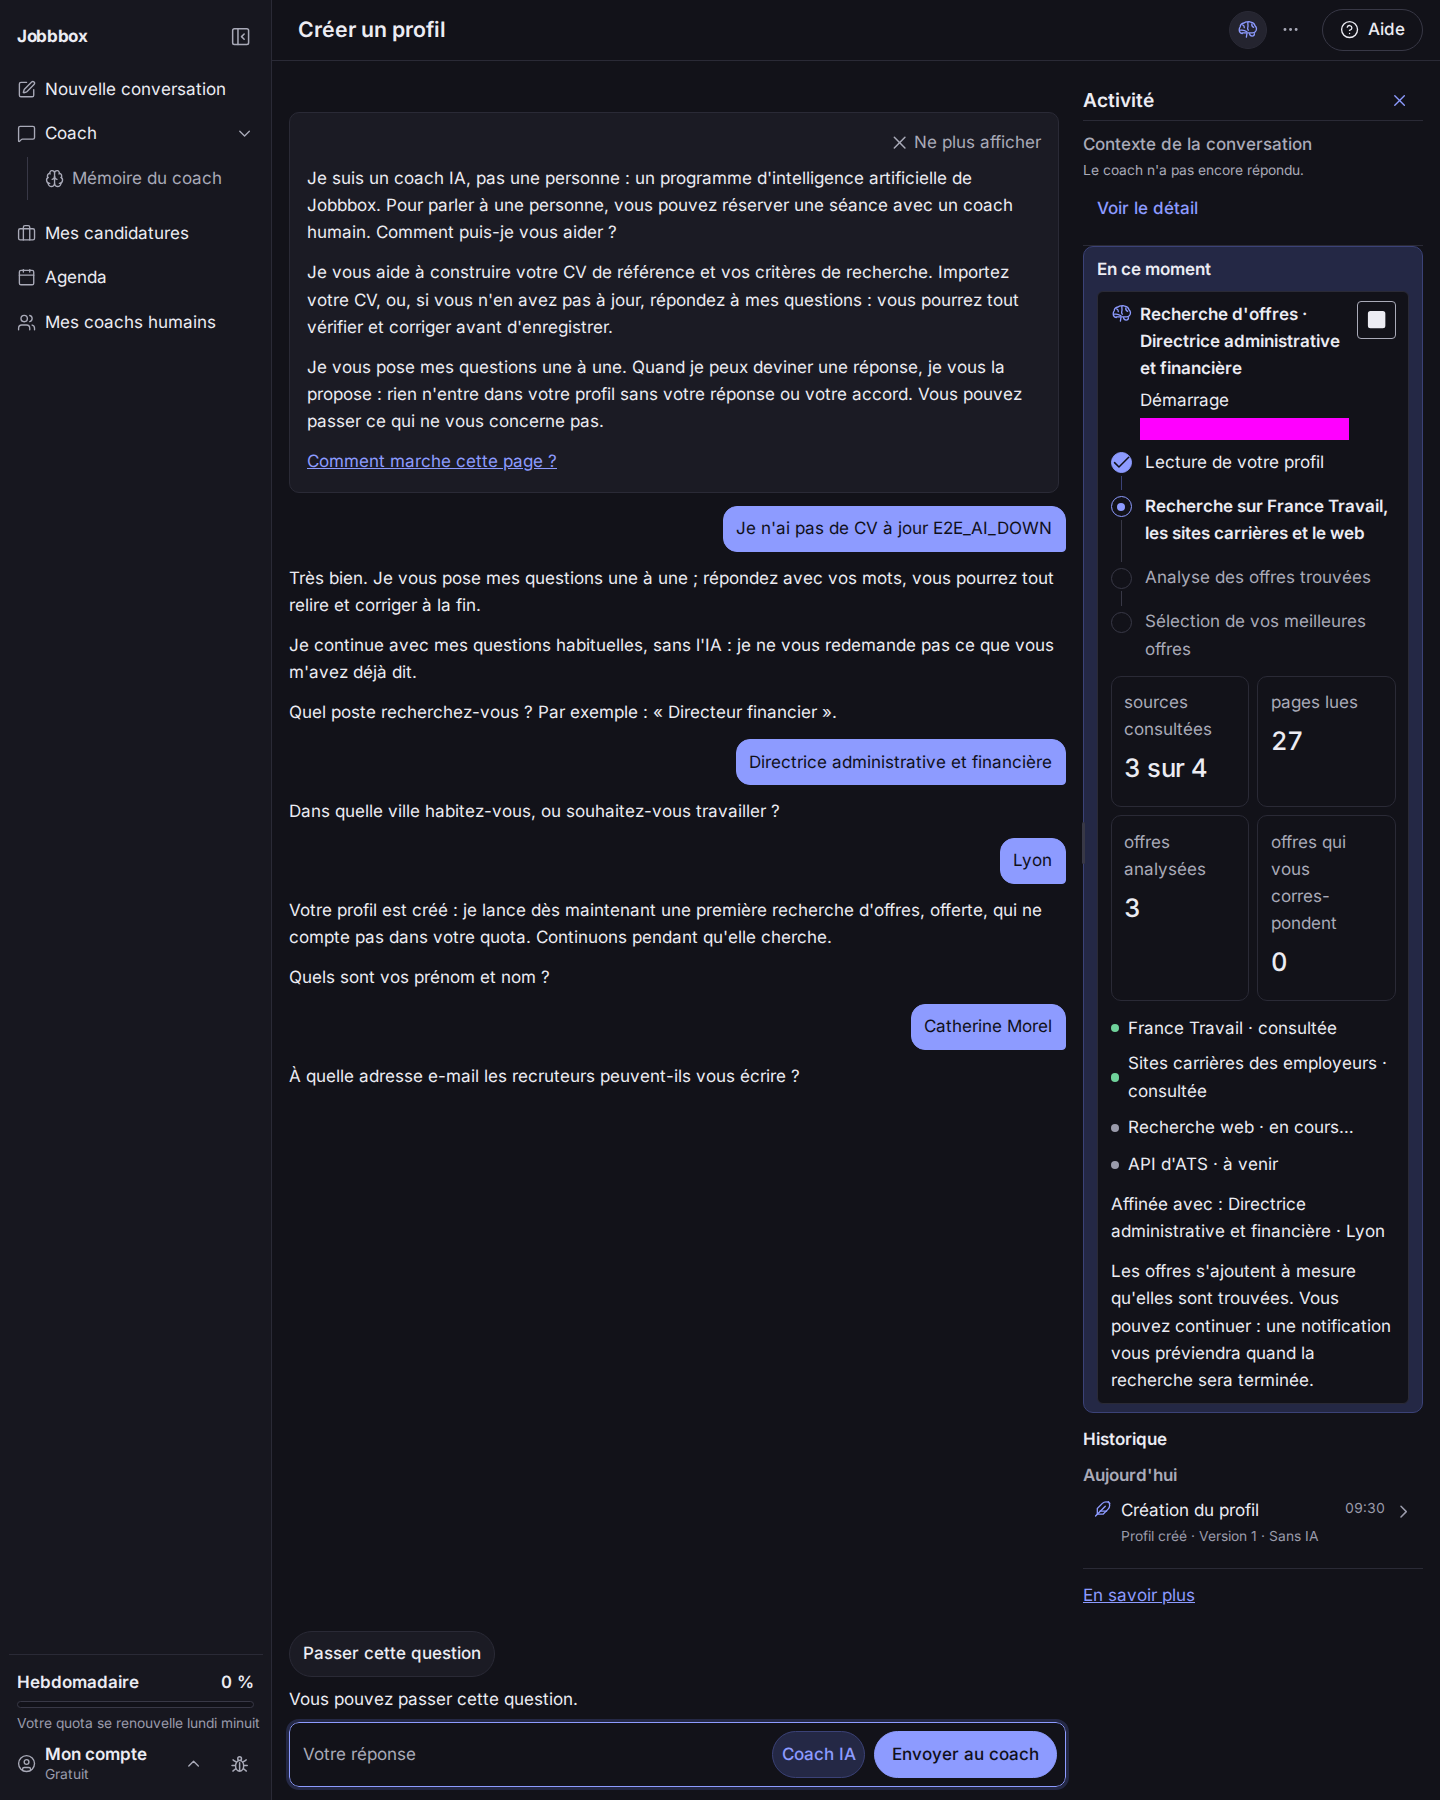 Jobbbox
Nouvelle conversation
Coach
Mémoire du coach
Mes candidatures
Agenda
Mes coachs humains
Hebdomadaire 0 %
Votre quota se renouvelle lundi minuit
Mon compte
Gratuit
Créer un profil
Aide
Ne plus afficher
Je suis un coach IA, pas une personne : un programme d'intelligence artificielle de
Jobbbox. Pour parler à une personne, vous pouvez réserver une séance avec un coach
humain. Comment puis-je vous aider ?
Je vous aide à construire votre CV de référence et vos critères de recherche. Importez
votre CV, ou, si vous n'en avez pas à jour, répondez à mes questions : vous pourrez tout
vérifier et corriger avant d'enregistrer.
Je vous pose mes questions une à une. Quand je peux deviner une réponse, je vous la
propose : rien n'entre dans votre profil sans votre réponse ou votre accord. Vous pouvez
passer ce qui ne vous concerne pas.
Comment marche cette page ?
Je n'ai pas de CV à jour E2E_AI_DOWN
Très bien. Je vous pose mes questions une à une ; répondez avec vos mots, vous pourrez tout
relire et corriger à la fin.
Je continue avec mes questions habituelles, sans l'IA : je ne vous redemande pas ce que vous
m'avez déjà dit.
Quel poste recherchez-vous ? Par exemple : « Directeur financier ».
Directrice administrative et financière
Dans quelle ville habitez-vous, ou souhaitez-vous travailler ?
Lyon
Votre profil est créé : je lance dès maintenant une première recherche d'offres, offerte, qui ne
compte pas dans votre quota. Continuons pendant qu'elle cherche.
Quels sont vos prénom et nom ?
Catherine Morel
À quelle adresse e-mail les recruteurs peuvent-ils vous écrire ?
Passer cette question
Vous pouvez passer cette question.
Votre réponse
Coach IA
Envoyer au coach
Activité
Contexte de la conversation
Le coach n'a pas encore répondu.
Voir le détail
En ce moment
Recherche d'offres ·
Directrice administrative
et financière
Démarrage
Lecture de votre profil
Recherche sur France Travail,
les sites carrières et le web
Analyse des offres trouvées
Sélection de vos meilleures
offres
sources
consultées
3 sur 4
pages lues
27
offres
analysées
3
offres qui
vous
corres-
pondent
0
France Travail · consultée
Sites carrières des employeurs ·
consultée
Recherche web · en cours...
API d'ATS · à venir
Affinée avec : Directrice
administrative et financière · Lyon
Les offres s'ajoutent à mesure
qu'elles sont trouvées. Vous
pouvez continuer : une notification
vous préviendra quand la
recherche sera terminée.
Historique
Aujourd'hui
Création du profil 09:30
Profil créé · Version 1 · Sans IA
En savoir plus